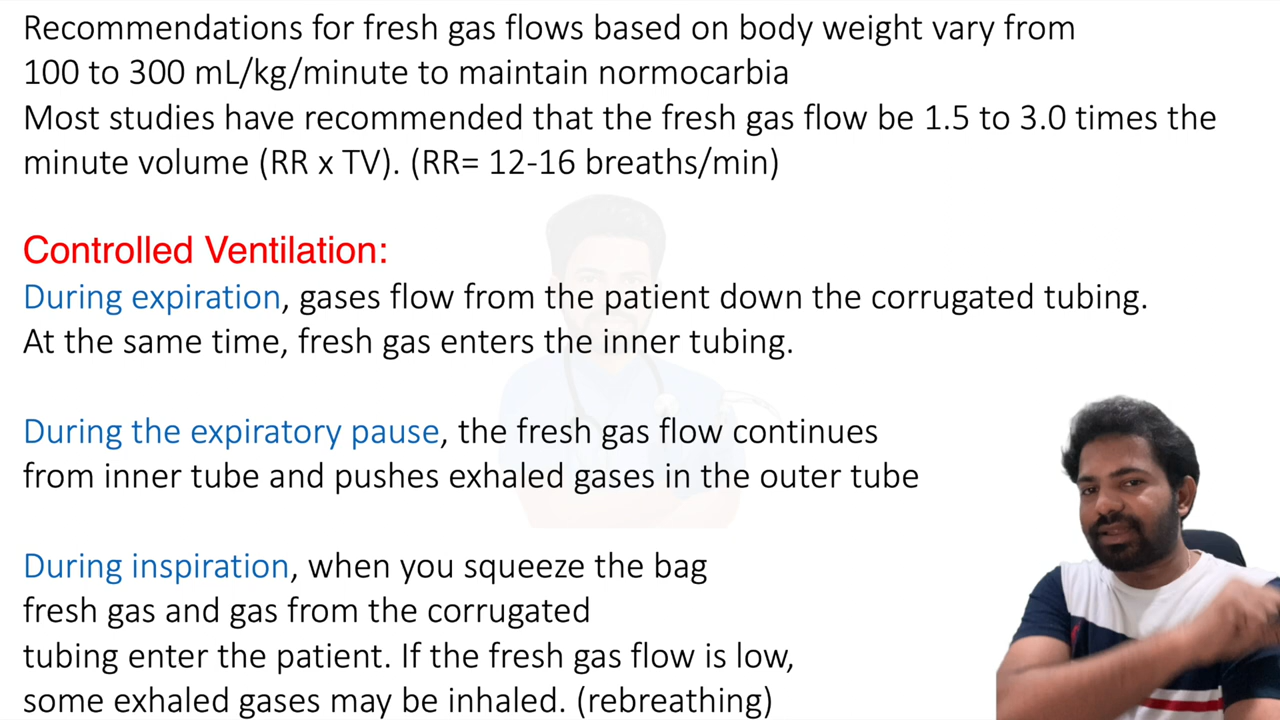 Recommendations for fresh gas flows based on body weight vary from
100 to 300 mL/kg/minute to maintain normocarbia
Most studies have recommended that the fresh gas flow be 1.5 to 3.0 times the
minute volume (RR x TV). (RR= 12-16 breaths/min)
Controlled Ventilation:
During expiration, gases flow from the patient down the corrugated tubing.
At the same time, fresh gas enters the inner tubing.
During the expiratory pause, the fresh gas flow continues
from inner tube and pushes exhaled gases in the outer tube
During inspiration, when you squeeze the bag
fresh gas and gas from the corrugated
tubing enter the patient. If the fresh gas flow is low,
some exhaled gases may be inhaled. (rebreathing)